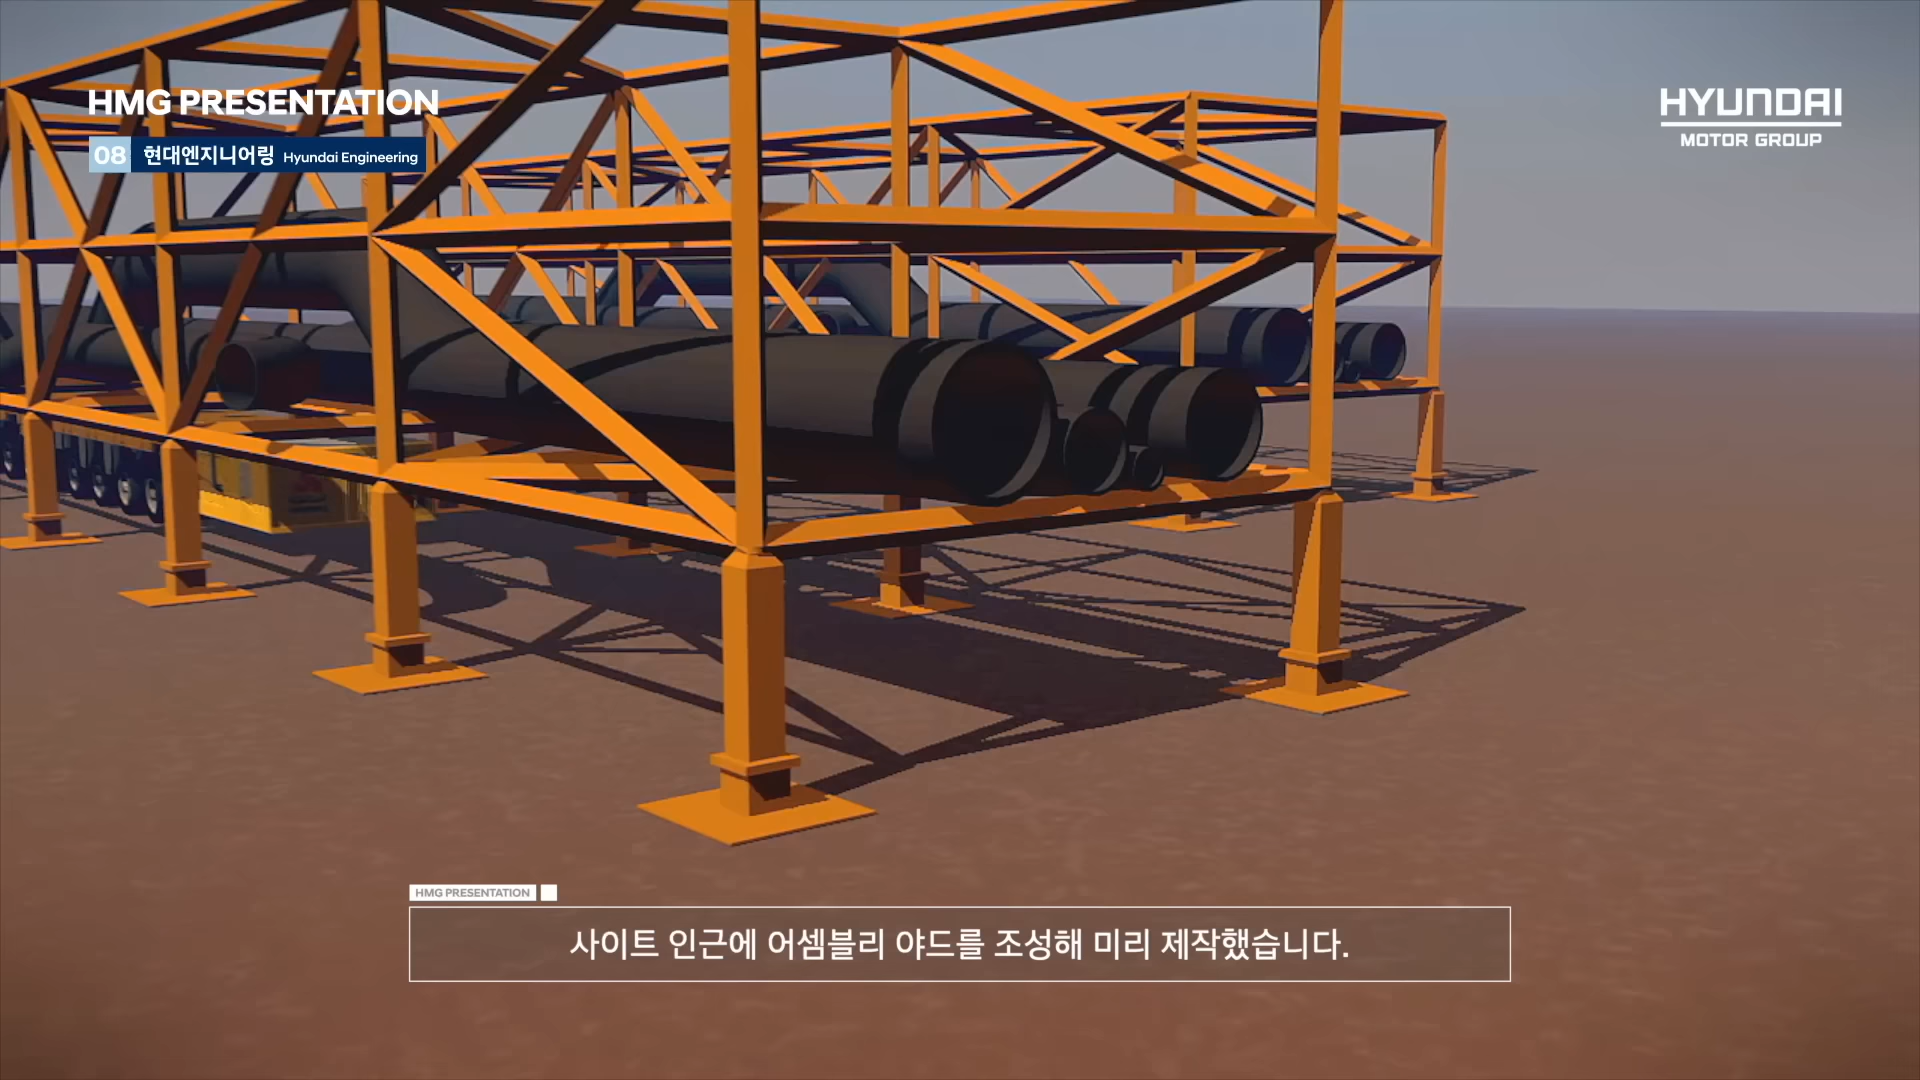 HMG PRESENTATION
08 현대엔지니어링 Hyundai Engineering
HYUNDAI
MOTOR GROUP
HMG PRESENTATION
사이트 인근에 어셈블리 야드를 조성해 미리 제작했습니다.